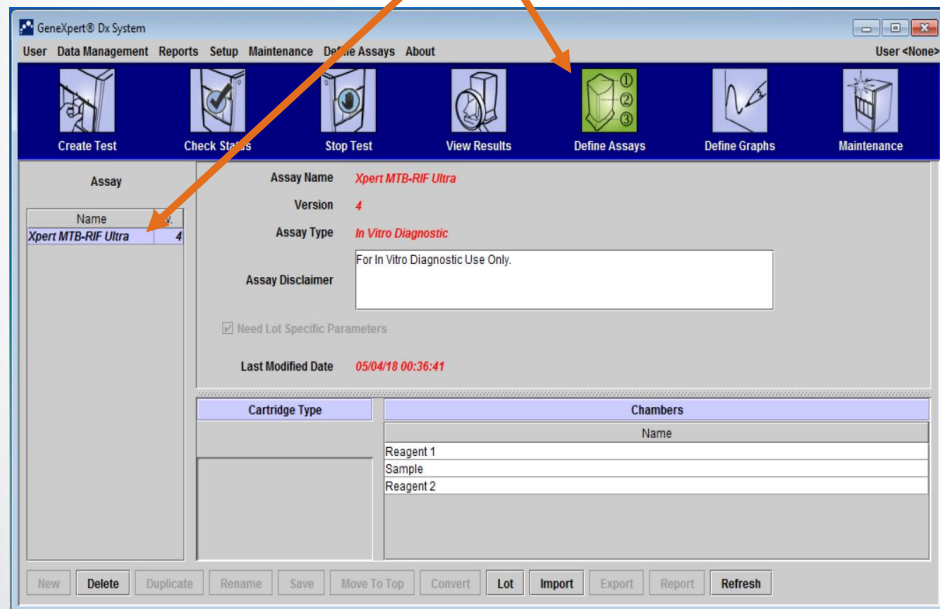 GeneXpert® Dx System
User Data Management Reports Setup Maintenance Define Assays About User <None>
Create Test Check Status Stop Test View Results Define Assays Define Graphs Maintenance
① ② ③
Assay
Name
Xpert MTB-RIF Ultra 4
Assay Name Xpert MTB-RIF Ultra
Version 4
Assay Type In Vitro Diagnostic
Assay Disclaimer For In Vitro Diagnostic Use Only.
Need Lot Specific Parameters
Last Modified Date 05/04/18 00:36:41
Cartridge Type Chambers
Name
Reagent 1
Sample
Reagent 2
New Delete Duplicate Rename Save Move To Top Convert Lot Import Export Report Refresh